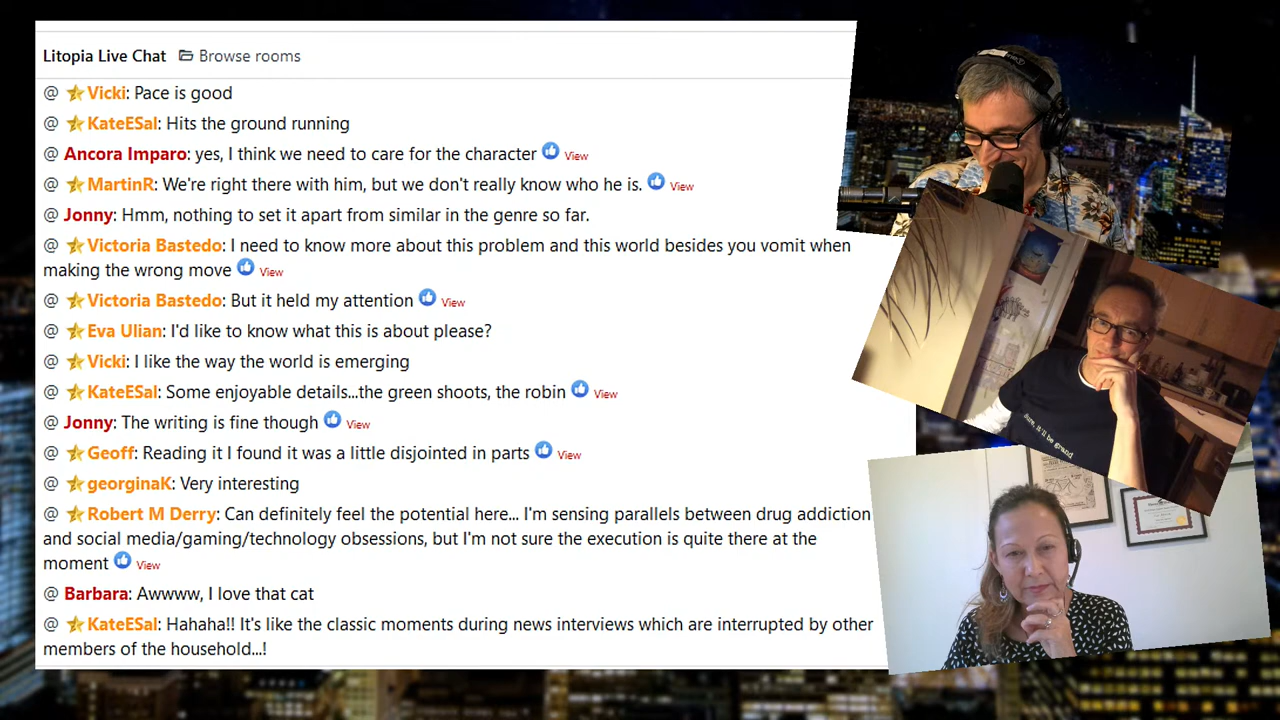 Litopia Live Chat Browse rooms
@ Vicki: Pace is good
@ KateESal: Hits the ground running
@ Ancora Imparo: yes, I think we need to care for the character View
@ MartinR: We're right there with him, but we don't really know who he is. View
@ Jonny: Hmm, nothing to set it apart from similar in the genre so far.
@ Victoria Bastedo: I need to know more about this problem and this world besides you vomit when
making the wrong move View
@ Victoria Bastedo: But it held my attention View
@ Eva Ulian: I'd like to know what this is about please?
@ Vicki: I like the way the world is emerging
@ KateESal: Some enjoyable details...the green shoots, the robin View
@ Jonny: The writing is fine though View
@ Geoff: Reading it I found it was a little disjointed in parts View
@ georginaK: Very interesting
@ Robert M Derry: Can definitely feel the potential here... I'm sensing parallels between drug addiction
and social media/gaming/technology obsessions, but I'm not sure the execution is quite there at the
moment View
@ Barbara: Awwww, I love that cat
@ KateESal: Hahaha!! It's like the classic moments during news interviews which are interrupted by other
members of the household...!
sure, it'll be grand